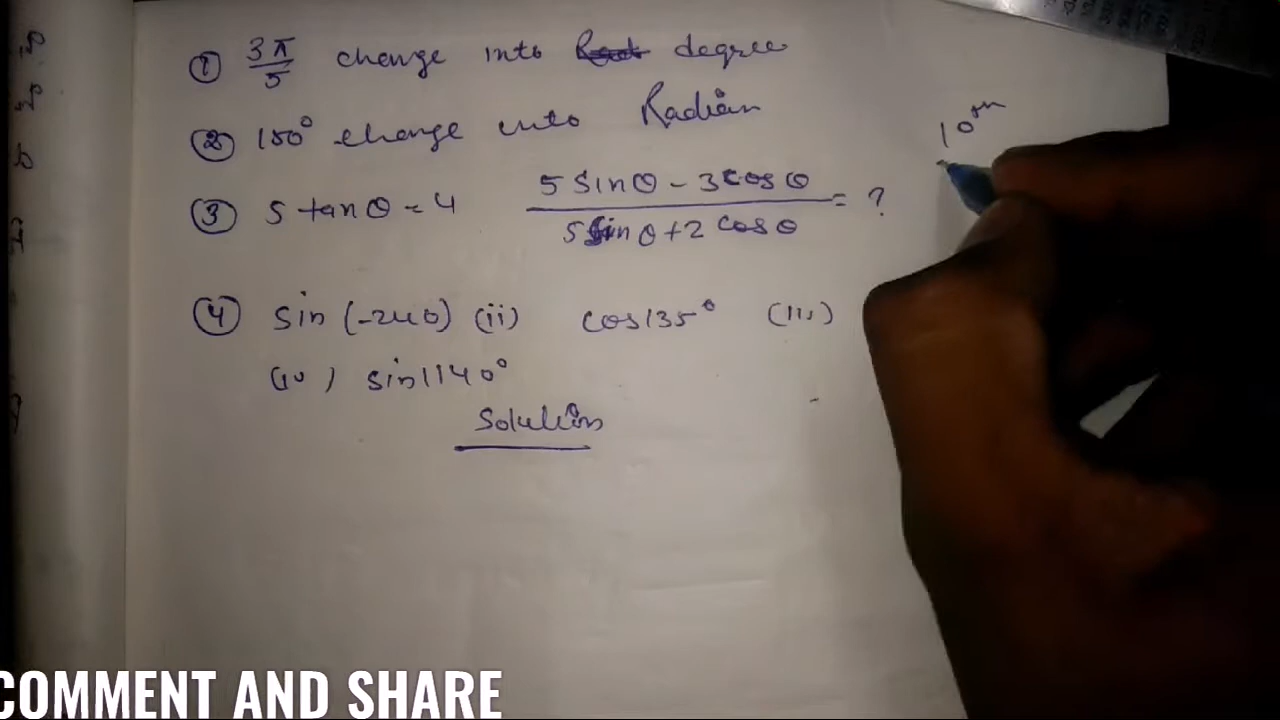 ① 3π/5 change into degree
10th
② 150° change into Radian
③ 5 tan θ = 4 (5 sin θ - 3 cos θ)/(5 sin θ + 2 cos θ) = ?
④ sin (-240) (ii) cos 135° (iii)
(iv) sin 1140°
Solution
COMMENT AND SHARE